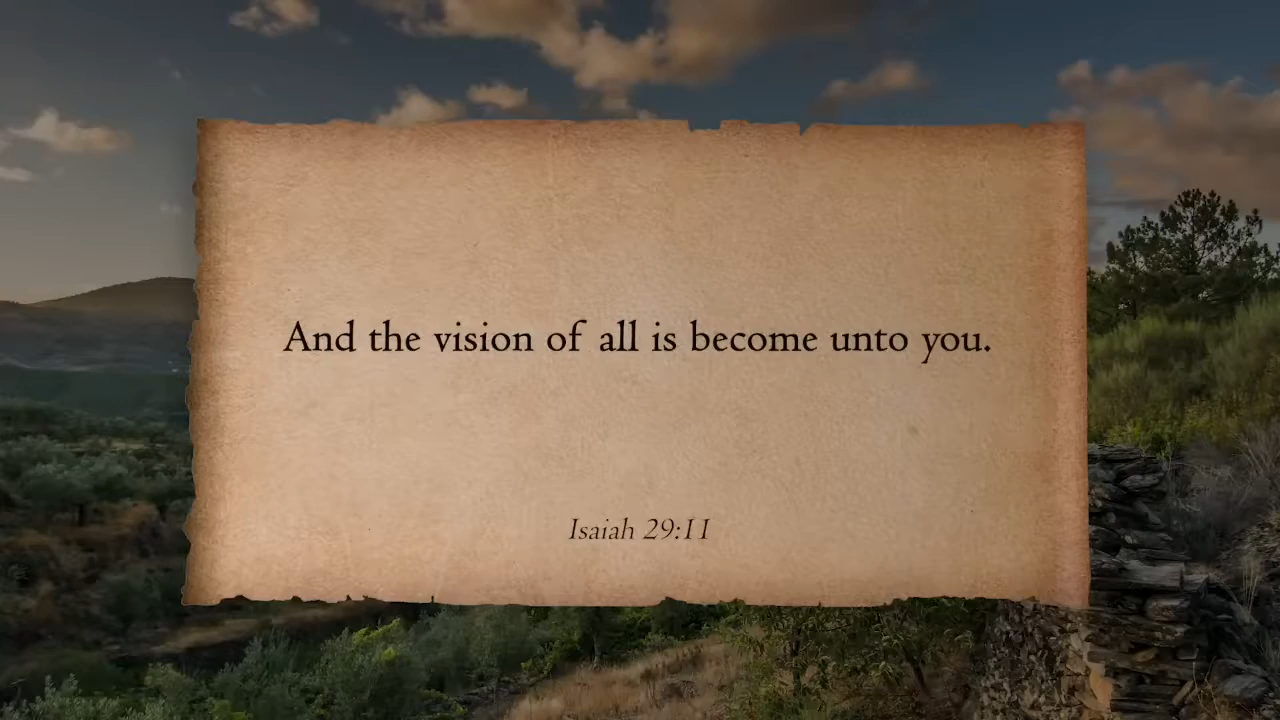 And the vision of all is become unto you.
Isaiah 29:11